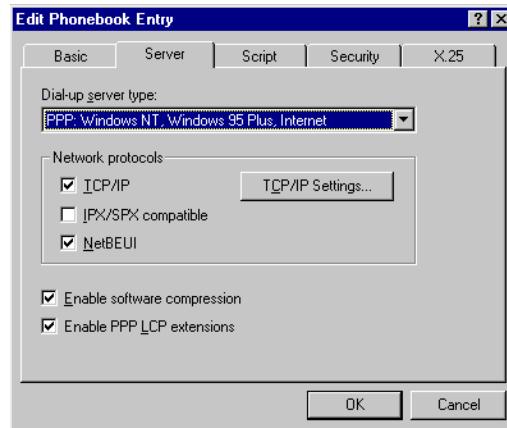 Edit Phonebook Entry
Basic Server Script Security X.25
Dial-up server type:
PPP: Windows NT, Windows 95 Plus, Internet
Network protocols
TCP/IP TCP/IP Settings...
IPX/SPX compatible
NetBEUI
Enable software compression
Enable PPP LCP extensions
OK Cancel